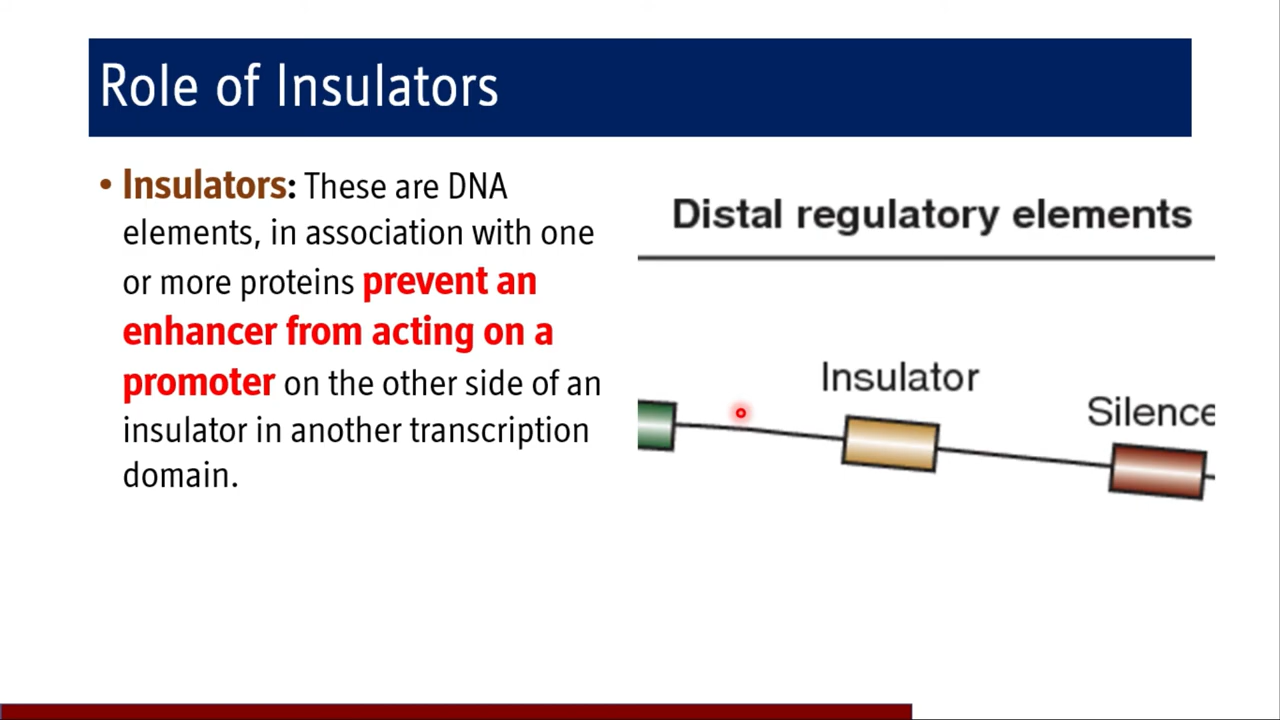 Role of Insulators
• Insulators: These are DNA
elements, in association with one
or more proteins prevent an
enhancer from acting on a
promoter on the other side of an
insulator in another transcription
domain.
Distal regulatory elements
Insulator
Silence